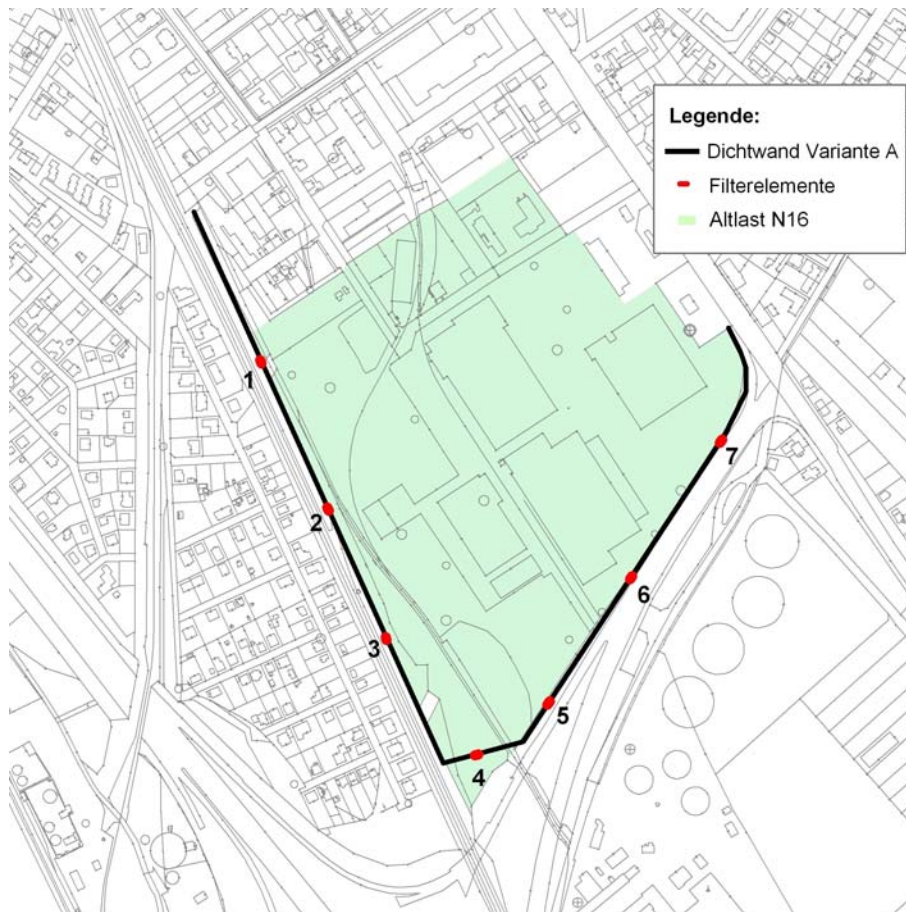 Legende:
Dichtwand Variante A
Filterelemente
Altlast N16
1
2
3
4
5
6
7